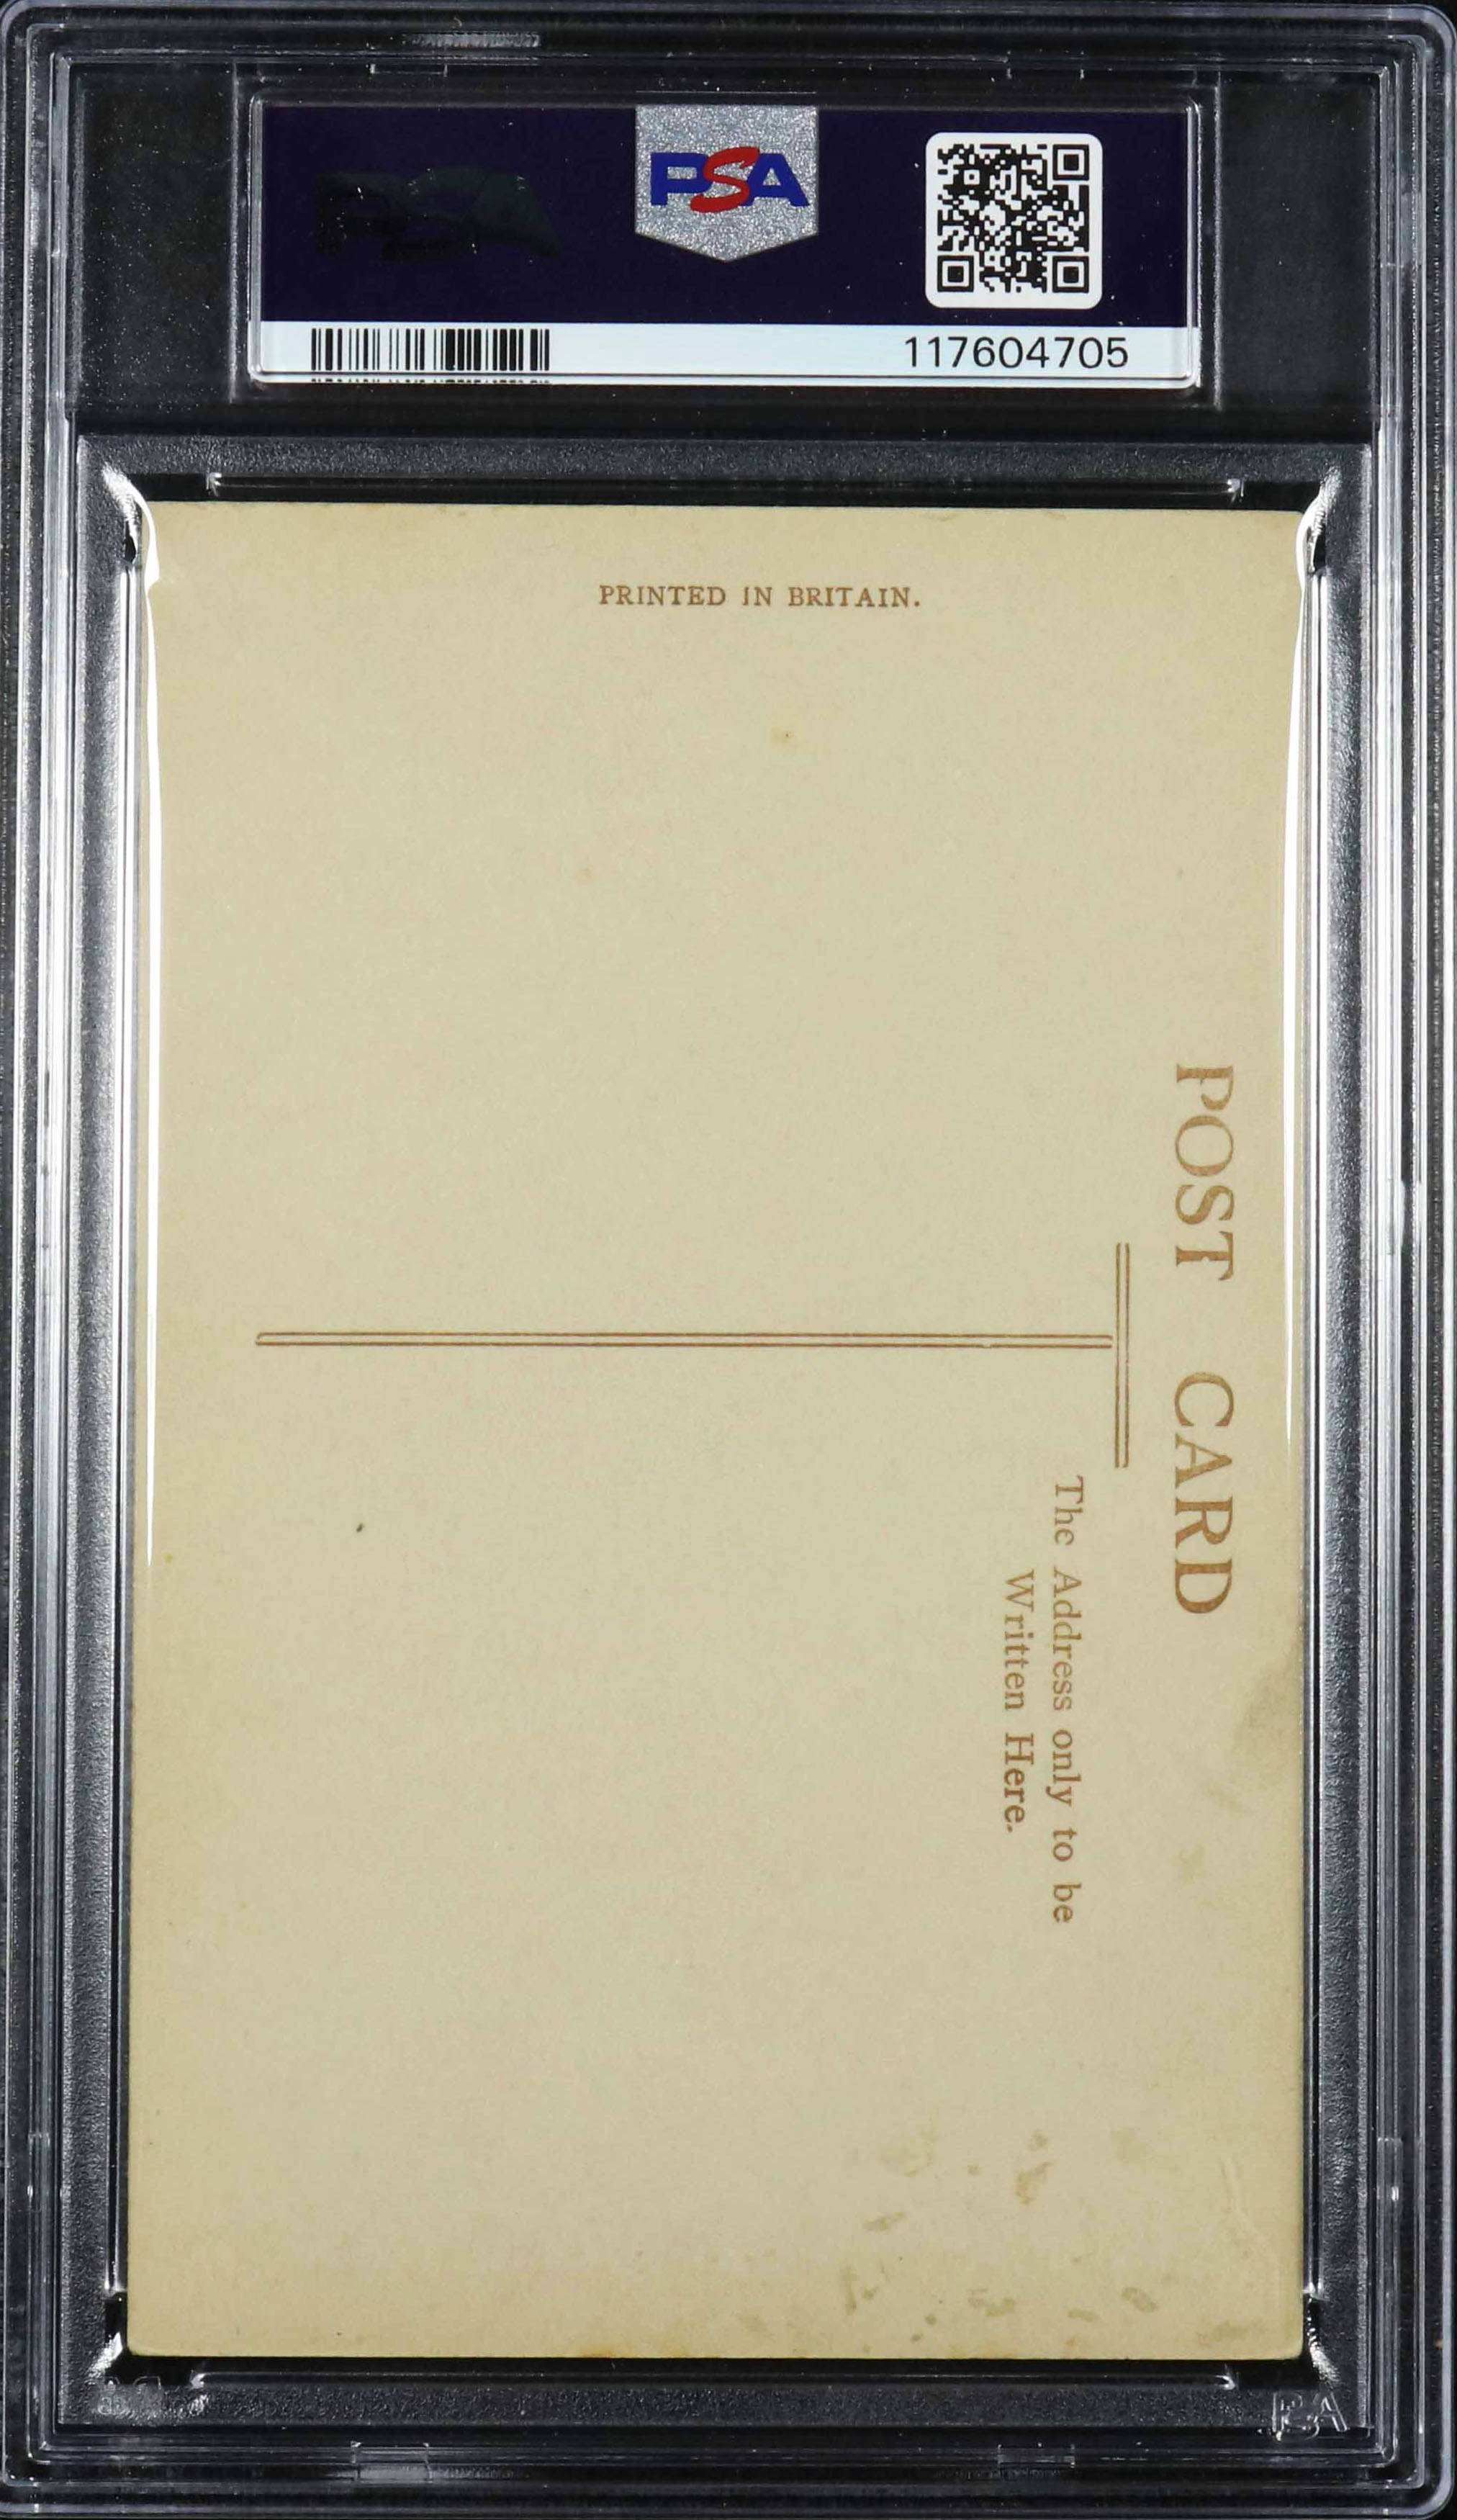 PSA
117604705
PRINTED IN BRITAIN.
POST CARD
The Address only to be
Written Here.